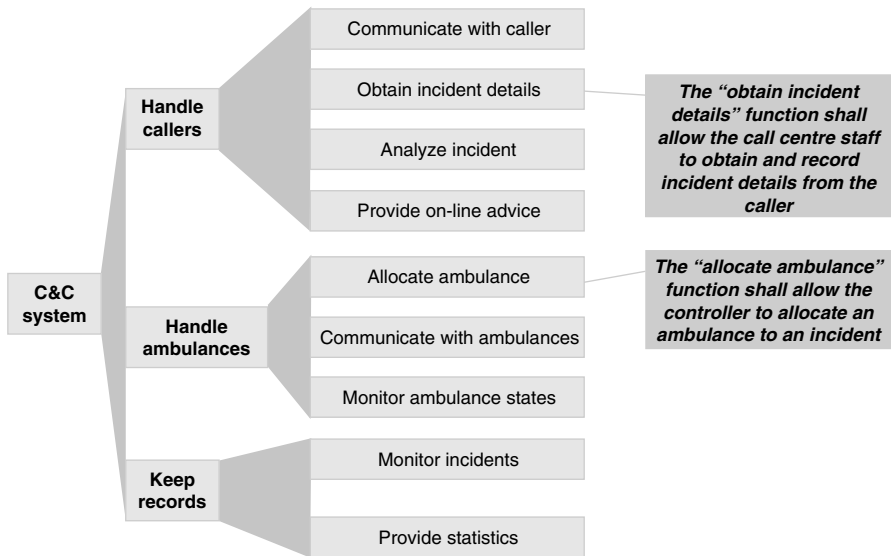 C&C
system
Handle
callers
Communicate with caller
Obtain incident details
Analyze incident
Provide on-line advice
The “obtain incident
details” function shall
allow the call centre staff
to obtain and record
incident details from the
caller
Handle
ambulances
Allocate ambulance
Communicate with ambulances
Monitor ambulance states
The “allocate ambulance”
function shall allow the
controller to allocate an
ambulance to an incident
Keep
records
Monitor incidents
Provide statistics